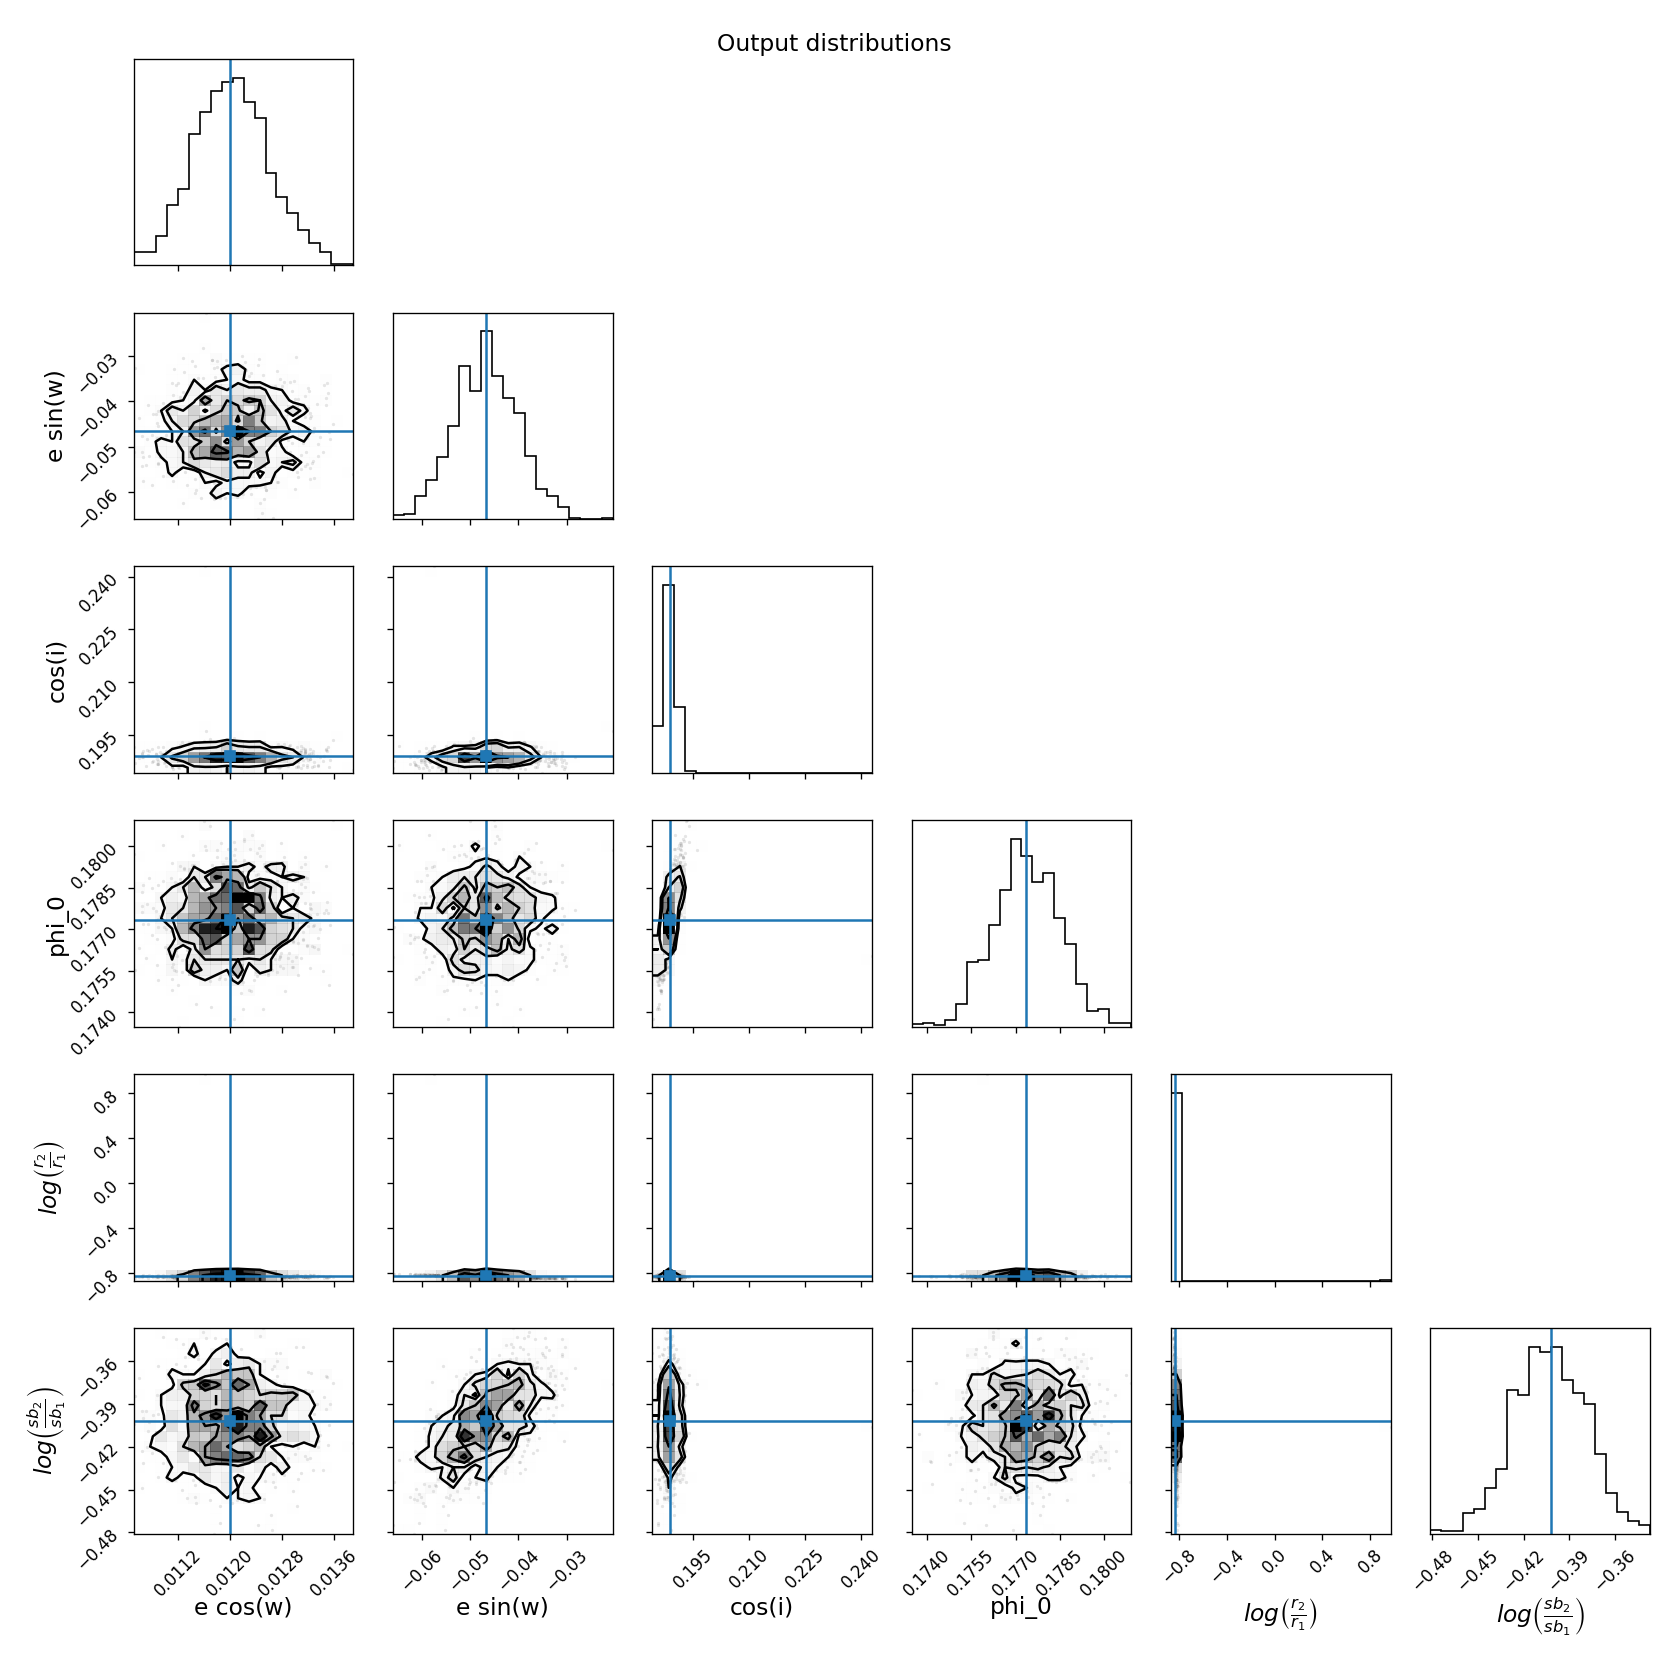 Output distributions
e sin(w)
−0.03
−0.04
−0.05
−0.06
cos(i)
0.240
0.225
0.210
0.195
phi_0
0.1800
0.1785
0.1770
0.1755
0.1740
log(r2/r1)
0.8
0.4
0.0
−0.4
−0.8
log(sb2/sb1)
−0.36
−0.39
−0.42
−0.45
−0.48
0.0112 0.0120 0.0128 0.0136
−0.06 −0.05 −0.04 −0.03
0.195 0.210 0.225 0.240
0.1740 0.1755 0.1770 0.1785 0.1800
−0.8 −0.4 0.0 0.4 0.8
−0.48 −0.45 −0.42 −0.39 −0.36
e cos(w)
e sin(w)
cos(i)
phi_0
log(r2/r1)
log(sb2/sb1)